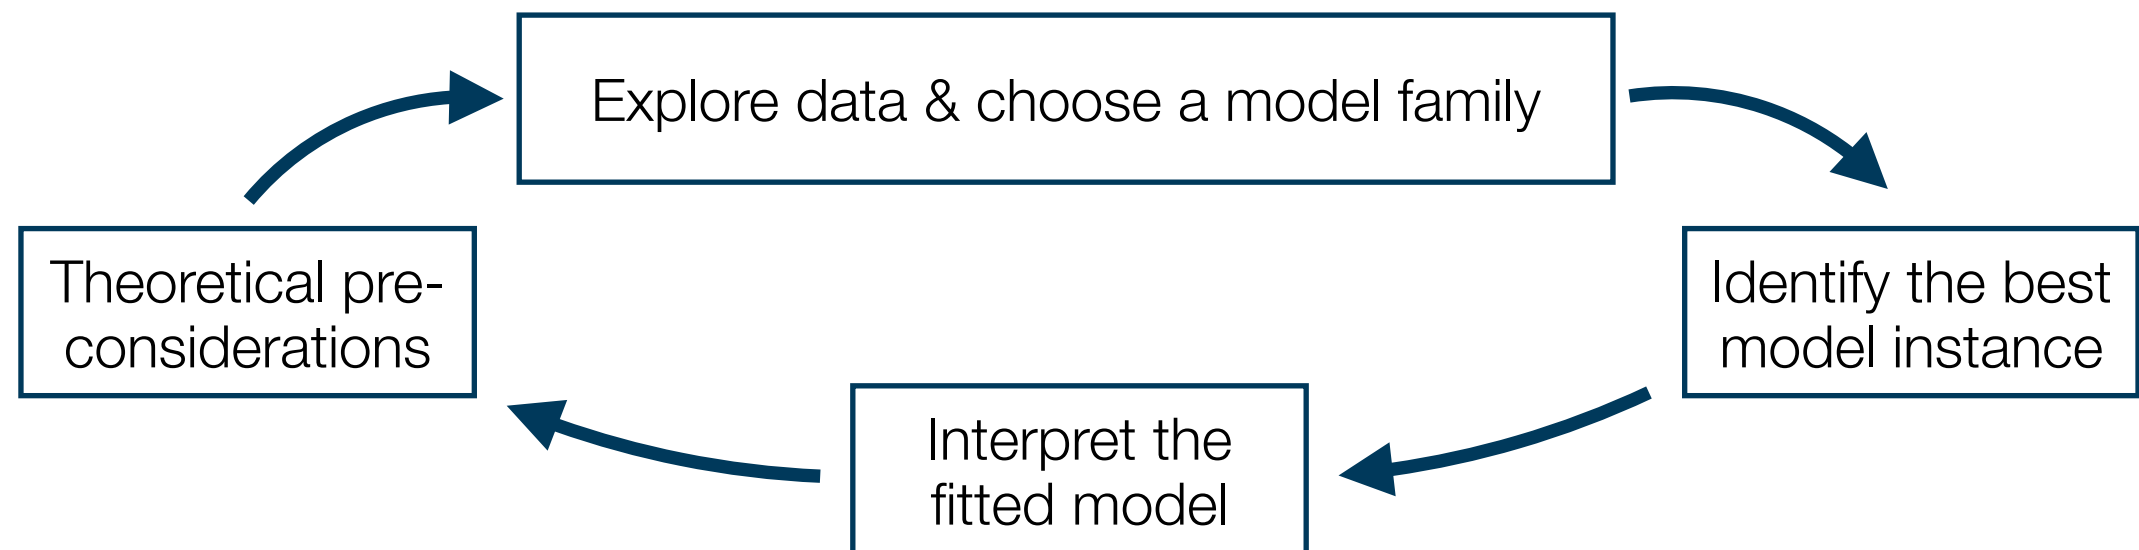 Explore data & choose a model family
Theoretical pre-
considerations
Identify the best
model instance
Interpret the
fitted model